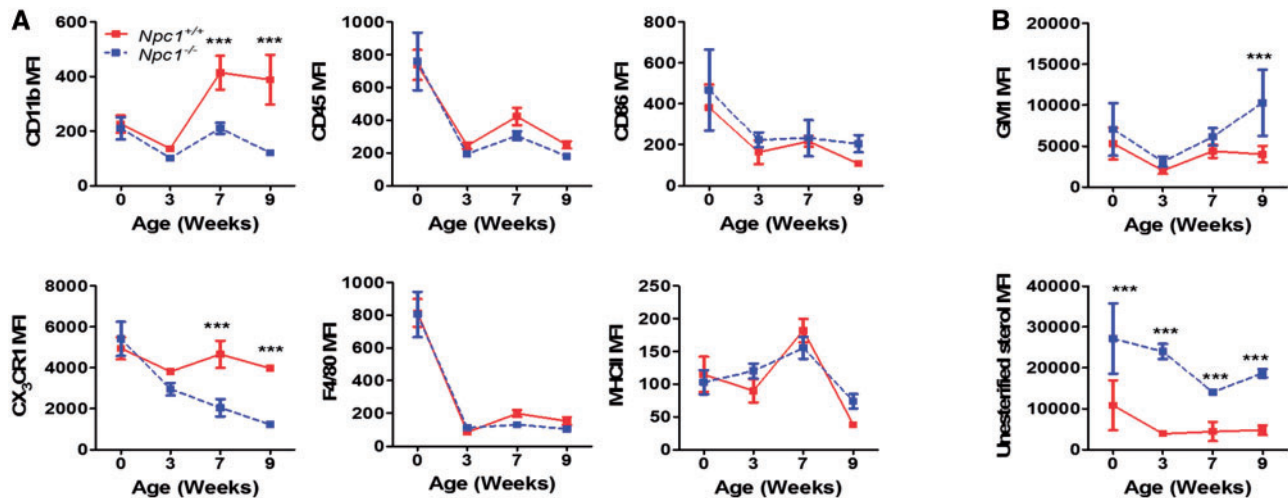 A
B
CD11b MFI
600
400
200
0
Npc1+/+
Npc1-/-
***
***
0 3 7 9
Age (Weeks)
CD45 MFI
1000
800
600
400
200
0
0 3 7 9
Age (Weeks)
CD86 MFI
800
600
400
200
0
0 3 7 9
Age (Weeks)
GM1 MFI
20000
15000
10000
5000
0
***
0 3 7 9
Age (Weeks)
CX3CR1 MFI
8000
6000
4000
2000
0
***
***
0 3 7 9
Age (Weeks)
F4/80 MFI
1000
800
600
400
200
0
0 3 7 9
Age (Weeks)
MHCII MFI
250
200
150
100
50
0
0 3 7 9
Age (Weeks)
Unesterified sterol MFI
40000
30000
20000
10000
0
***
***
***
***
0 3 7 9
Age (Weeks)